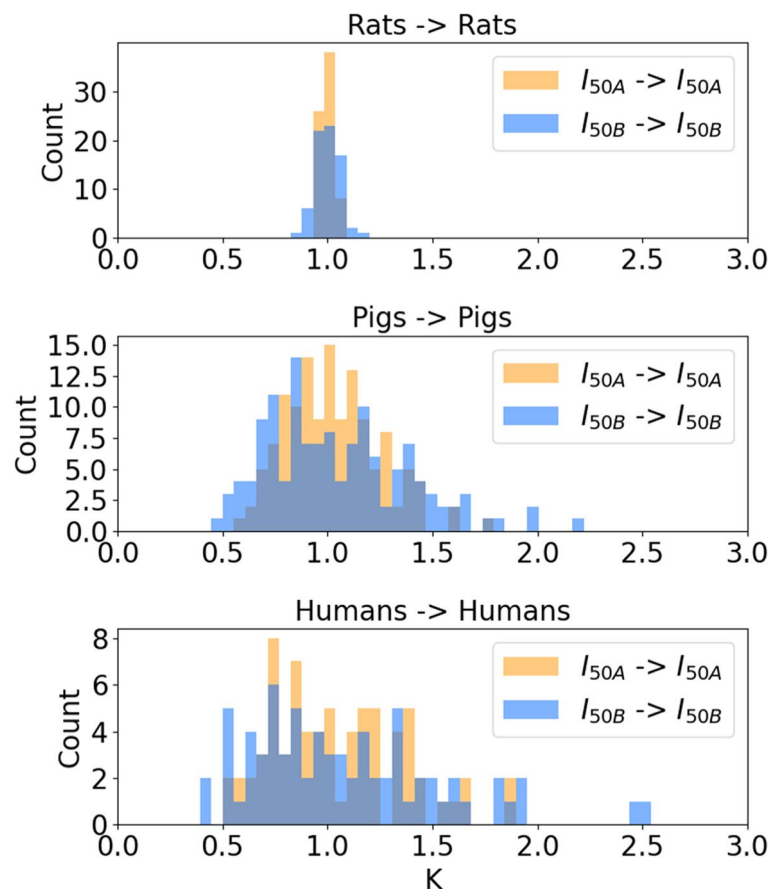 Rats -> Rats
Count
30
20
10
0
I50A -> I50A
I50B -> I50B
0.0 0.5 1.0 1.5 2.0 2.5 3.0
Pigs -> Pigs
Count
15.0
12.5
10.0
7.5
5.0
2.5
0.0
I50A -> I50A
I50B -> I50B
0.0 0.5 1.0 1.5 2.0 2.5 3.0
Humans -> Humans
Count
8
6
4
2
0
I50A -> I50A
I50B -> I50B
0.0 0.5 1.0 1.5 2.0 2.5 3.0
K